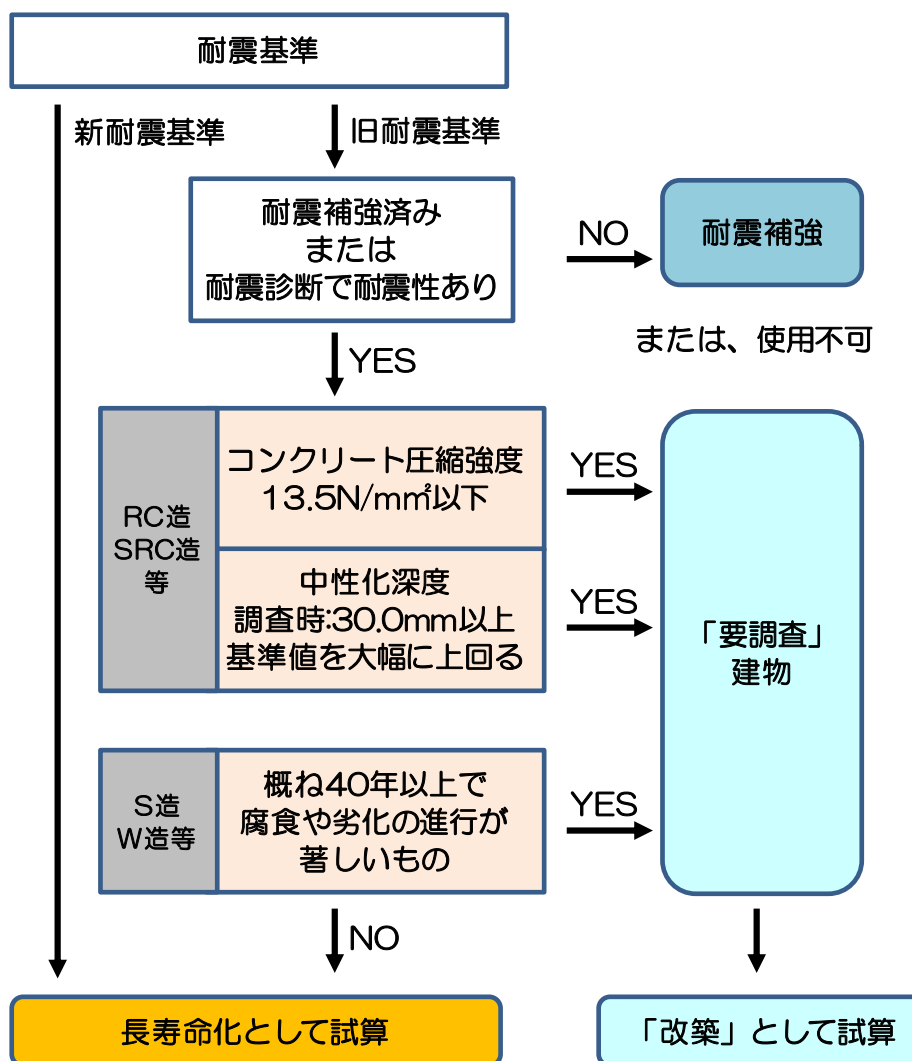 耐震基準
新耐震基準
旧耐震基準
耐震補強済み
または
耐震診断で耐震性あり
NO
耐震補強
または、使用不可
YES
RC造
SRC造
等
コンクリート圧縮強度
13.5N/mm²以下
YES
中性化深度
調査時:30.0mm以上
基準値を大幅に上回る
YES
「要調査」
建物
S造
W造等
概ね40年以上で
腐食や劣化の進行が
著しいもの
YES
NO
長寿命化として試算
「改築」として試算